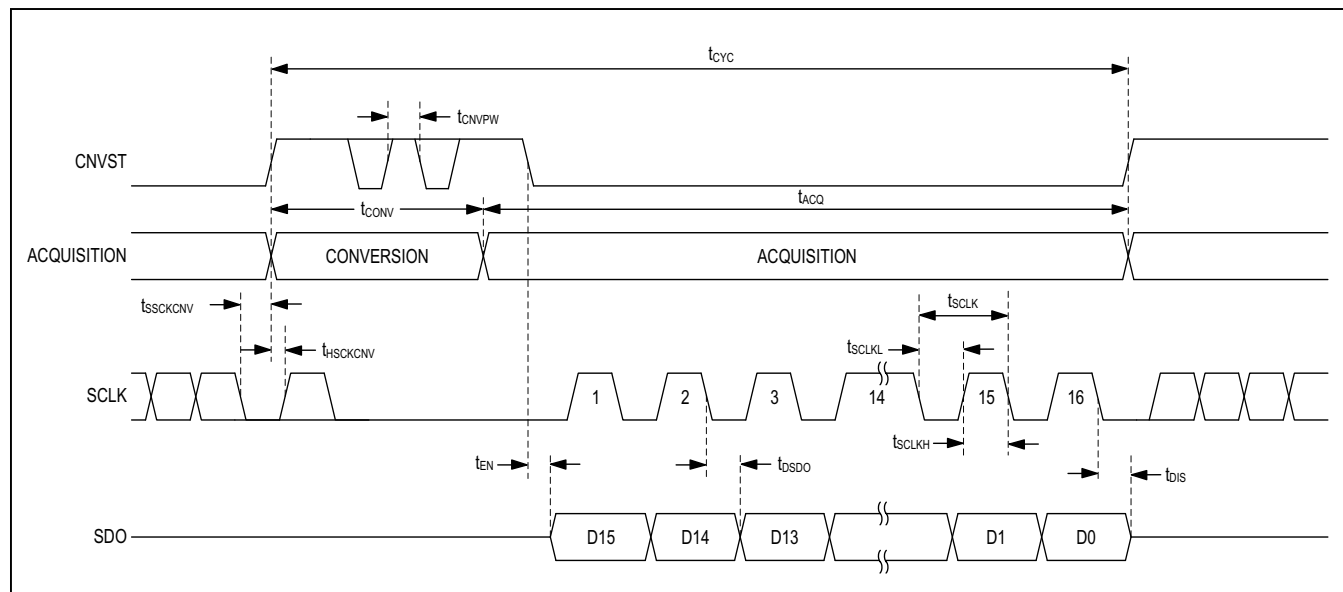 tCYC
tCNVPW
CNVST
tCONV
tACQ
ACQUISITION
CONVERSION
ACQUISITION
tSSCKCNV
tHSCKCNV
tSCLK
tSCLKL
SCLK
1
2
3
14
15
16
tSCLKH
tEN
tDSDO
tDIS
SDO
D15
D14
D13
D1
D0